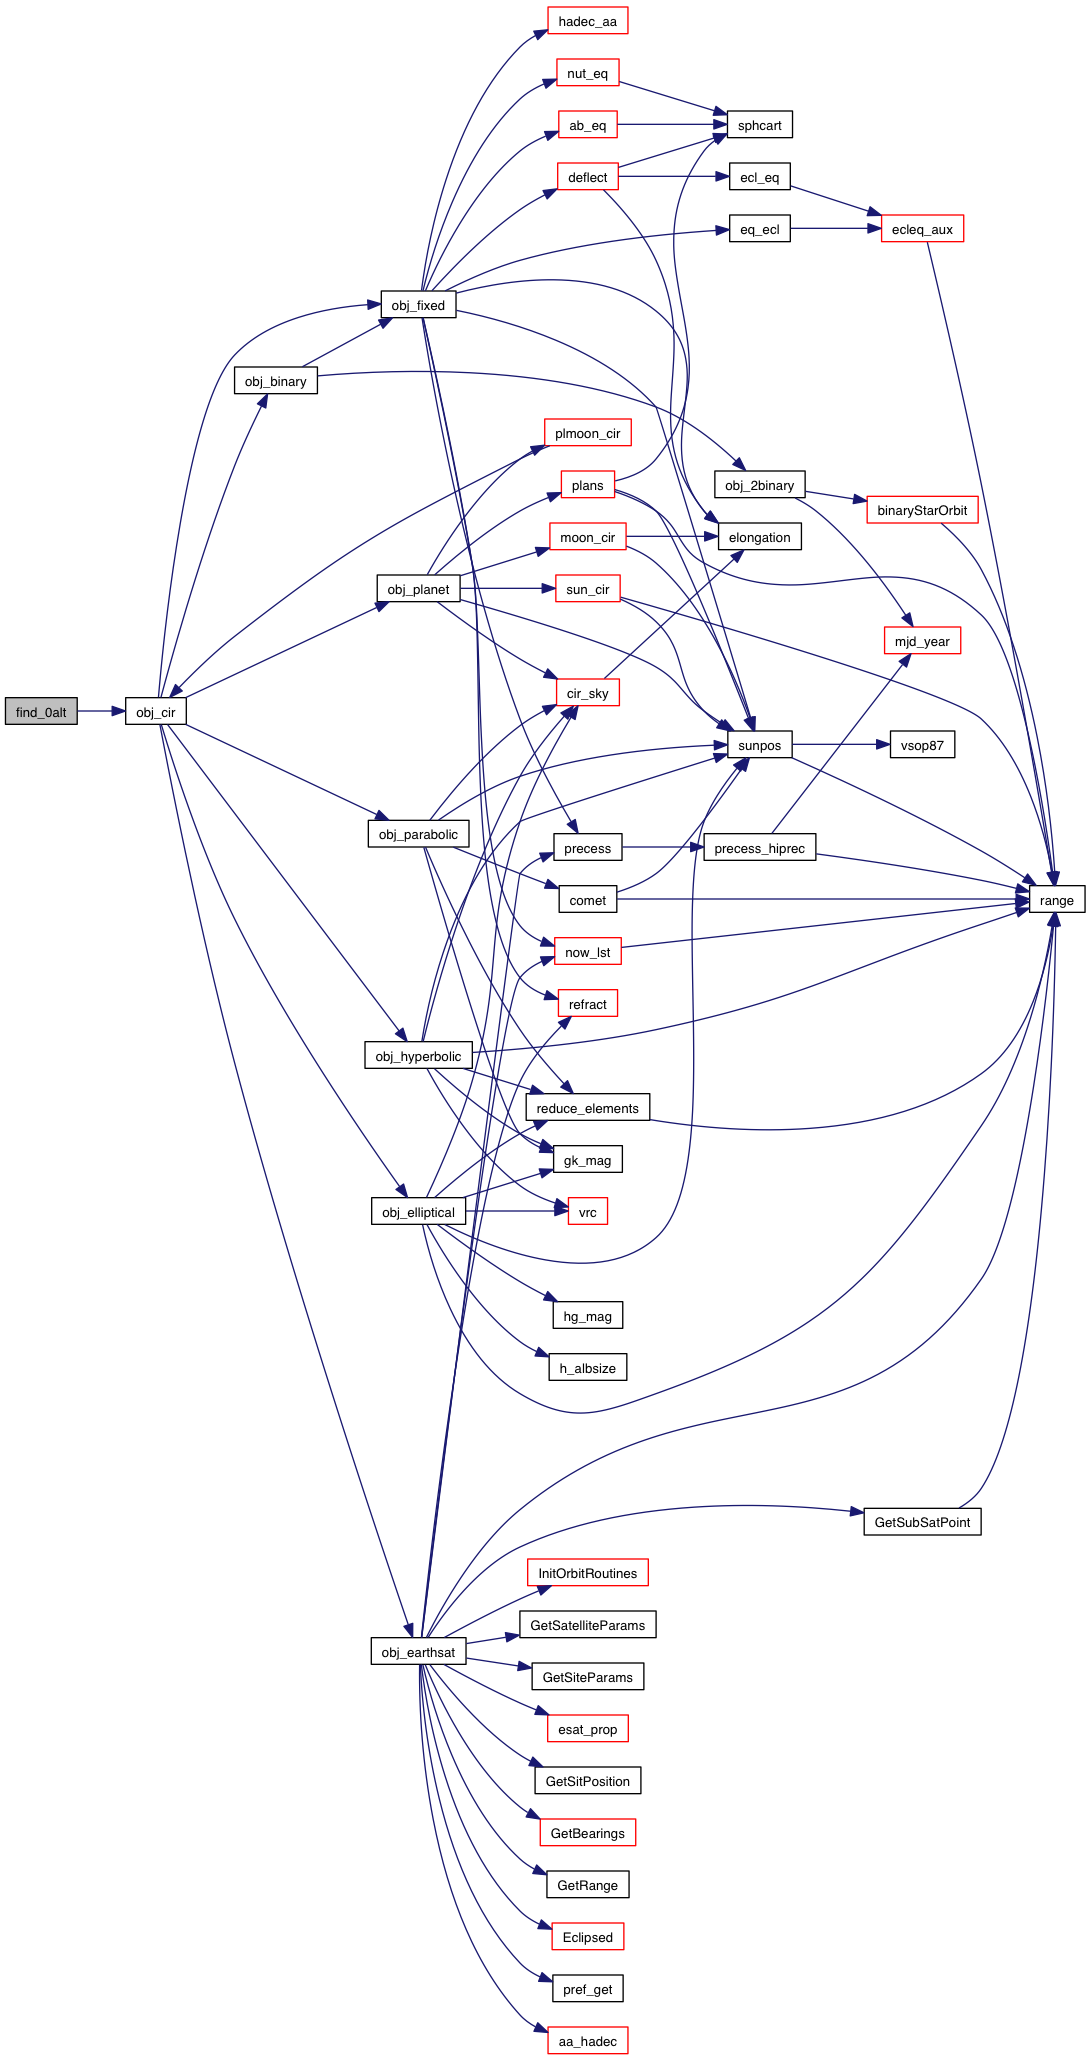 hadec_aa
nut_eq
ab_eq
sphcart
deflect
ecl_eq
eq_ecl
ecleq_aux
obj_fixed
obj_binary
plmoon_cir
plans
obj_2binary
binaryStarOrbit
moon_cir
elongation
obj_planet
sun_cir
mjd_year
cir_sky
find_0alt
obj_cir
sunpos
vsop87
obj_parabolic
precess
precess_hiprec
comet
range
now_lst
refract
obj_hyperbolic
reduce_elements
gk_mag
obj_elliptical
vrc
hg_mag
h_albsize
GetSubSatPoint
InitOrbitRoutines
GetSatelliteParams
obj_earthsat
GetSiteParams
esat_prop
GetSitPosition
GetBearings
GetRange
Eclipsed
pref_get
aa_hadec